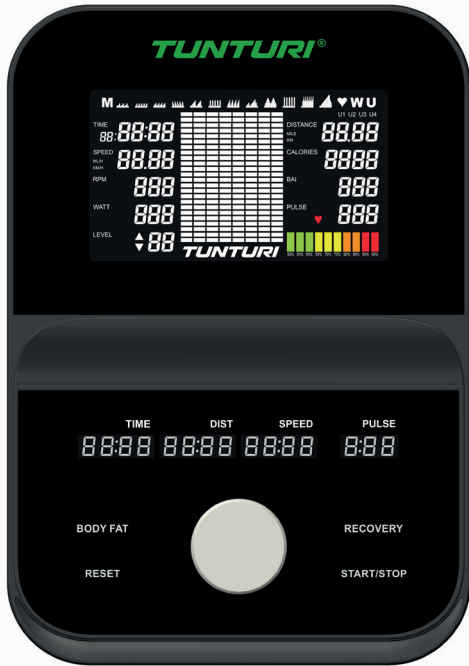 TUNTURI®
M ♥ W U
U1 U2 U3 U4
TIME
88:88:88
DISTANCE
MILE
KM
88.88
SPEED
ML/H
KM/H
88.88
CALORIES
8888
RPM
888
BAI
888
WATT
888
PULSE
♥ 888
LEVEL
88
TUNTURI
TIME DIST SPEED PULSE
88:88 88:88 88:88 8:88
BODY FAT
RECOVERY
RESET
START/STOP